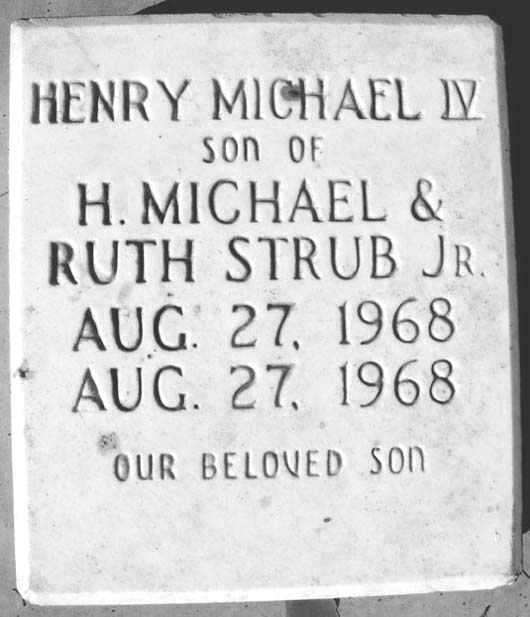 HENRY MICHAEL IV
SON OF
H. MICHAEL &
RUTH STRUB JR.
AUG. 27, 1968
AUG. 27, 1968
OUR BELOVED SON